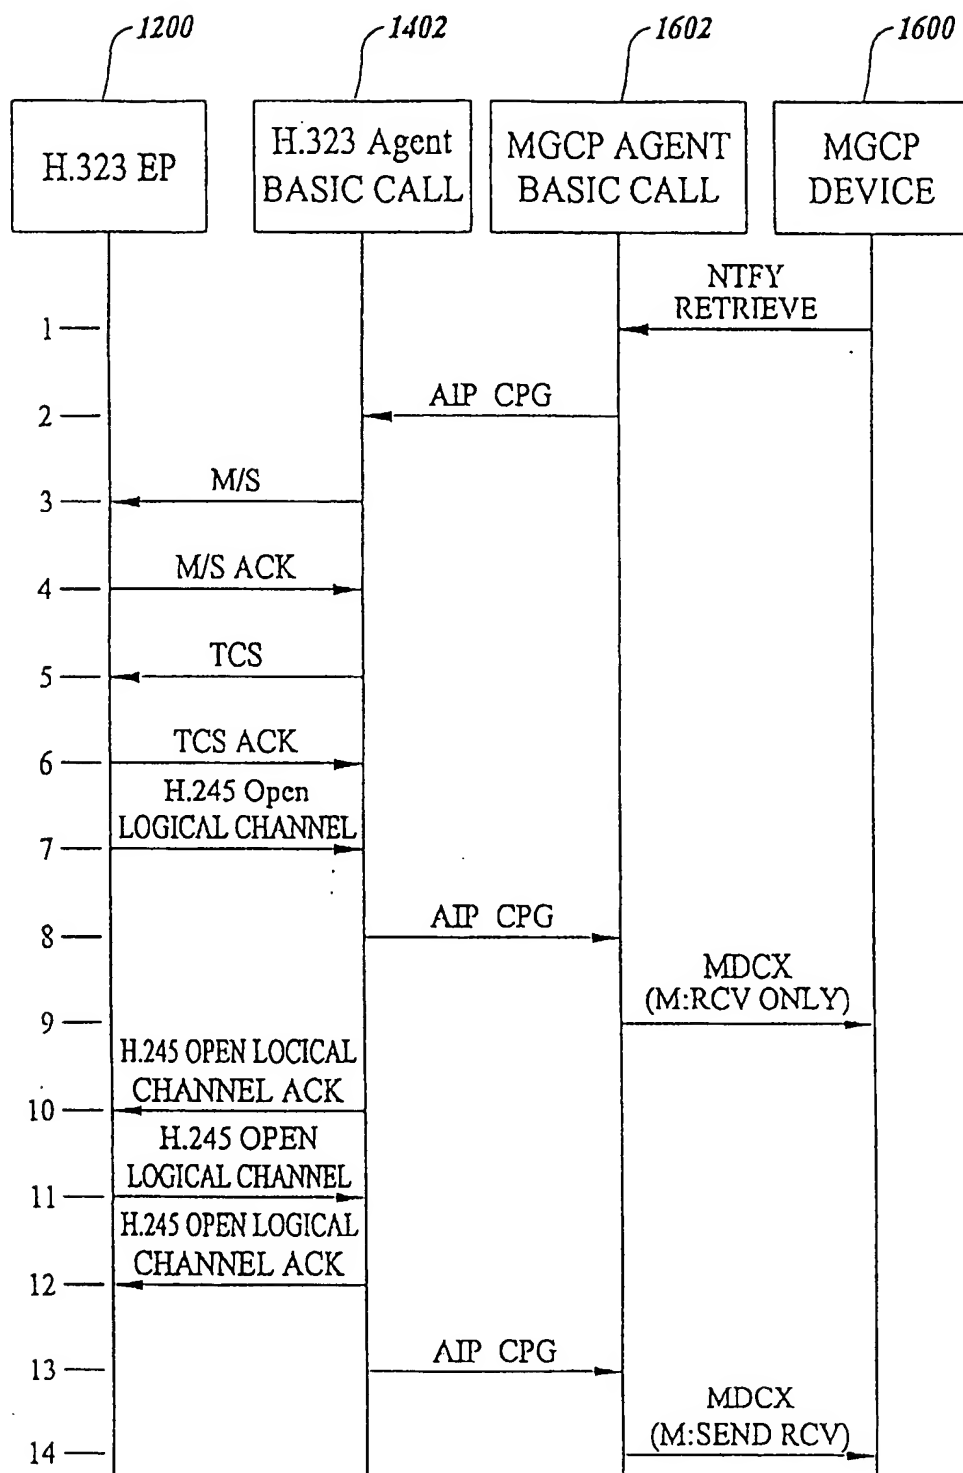 1200
1402
1602
1600
H.323 EP
H.323 Agent
BASIC CALL
MGCP AGENT
BASIC CALL
MGCP
DEVICE
NTFY
RETRIEVE
1
AIP CPG
2
M/S
3
M/S ACK
4
TCS
5
TCS ACK
6
H.245 Open
LOGICAL CHANNEL
7
AIP CPG
8
MDCX
(M:RCV ONLY)
9
H.245 OPEN LOCICAL
CHANNEL ACK
10
H.245 OPEN
LOGICAL CHANNEL
11
H.245 OPEN LOGICAL
CHANNEL ACK
12
AIP CPG
13
MDCX
(M:SEND RCV)
14